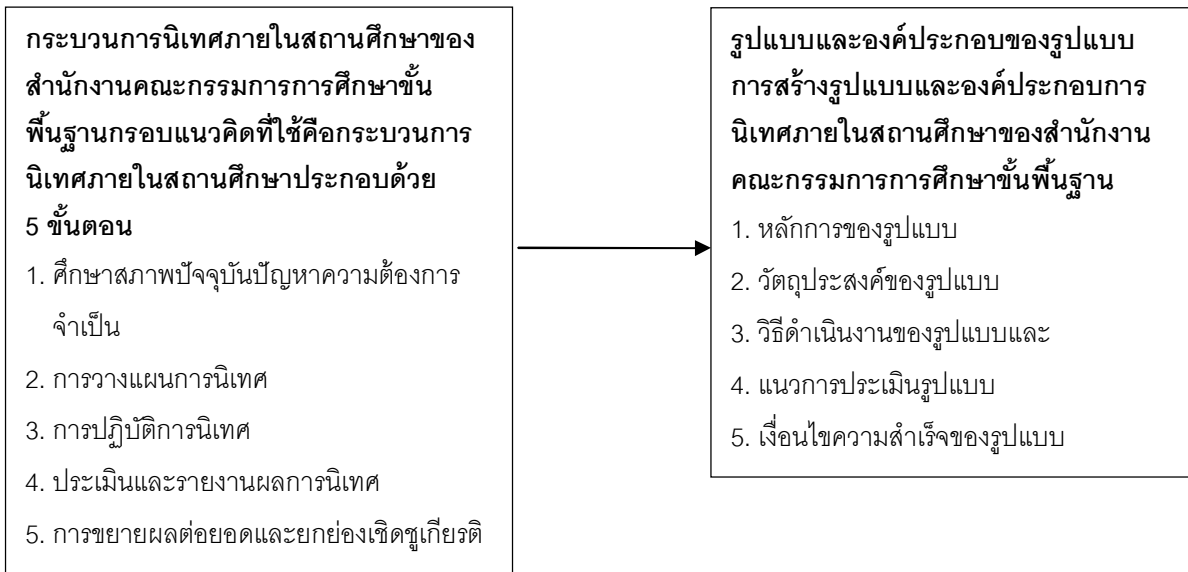 กระบวนการนิเทศภายในสถานศึกษาของ
สำนักงานคณะกรรมการการศึกษาขั้น
พื้นฐานกรอบแนวคิดที่ใช้คือกระบวนการ
นิเทศภายในสถานศึกษาประกอบด้วย
5 ขั้นตอน
1. ศึกษาสภาพปัจจุบันปัญหาความต้องการ
จำเป็น
2. การวางแผนการนิเทศ
3. การปฏิบัติการนิเทศ
4. ประเมินและรายงานผลการนิเทศ
5. การขยายผลต่อยอดและยกย่องเชิดชูเกียรติ
รูปแบบและองค์ประกอบของรูปแบบ
การสร้างรูปแบบและองค์ประกอบการ
นิเทศภายในสถานศึกษาของสำนักงาน
คณะกรรมการการศึกษาขั้นพื้นฐาน
1. หลักการของรูปแบบ
2. วัตถุประสงค์ของรูปแบบ
3. วิธีดำเนินงานของรูปแบบและ
4. แนวการประเมินรูปแบบ
5. เงื่อนไขความสำเร็จของรูปแบบ